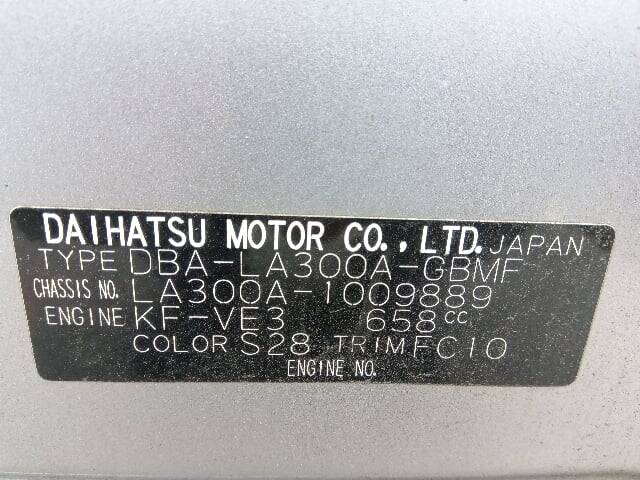 DAIHATSU MOTOR CO., LTD. JAPAN
TYPE DBA-LA300A-GBMF
CHASSIS NO. LA300A-1009889
ENGINE KF-VE3 658cc
COLOR S28 TRIM FC10
ENGINE NO.